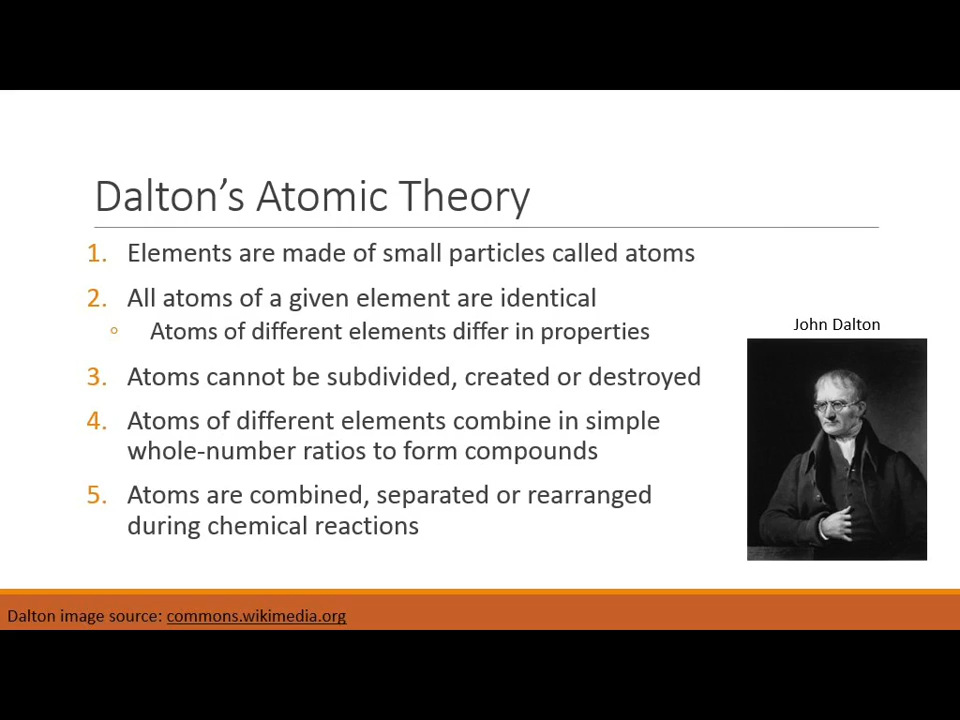 Dalton’s Atomic Theory
1. Elements are made of small particles called atoms
2. All atoms of a given element are identical
◦ Atoms of different elements differ in properties
3. Atoms cannot be subdivided, created or destroyed
4. Atoms of different elements combine in simple
whole-number ratios to form compounds
5. Atoms are combined, separated or rearranged
during chemical reactions
John Dalton
Dalton image source: commons.wikimedia.org